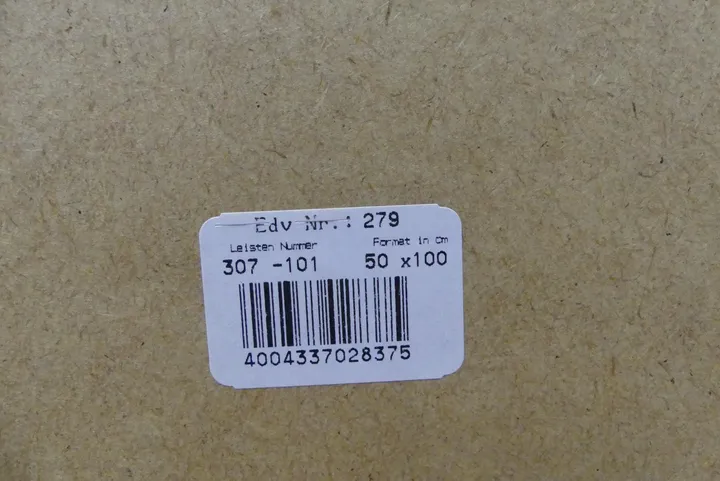 Edv Nr.: 279
Leisten Nummer Format in Cm
307 -101 50 x100
4004337028375